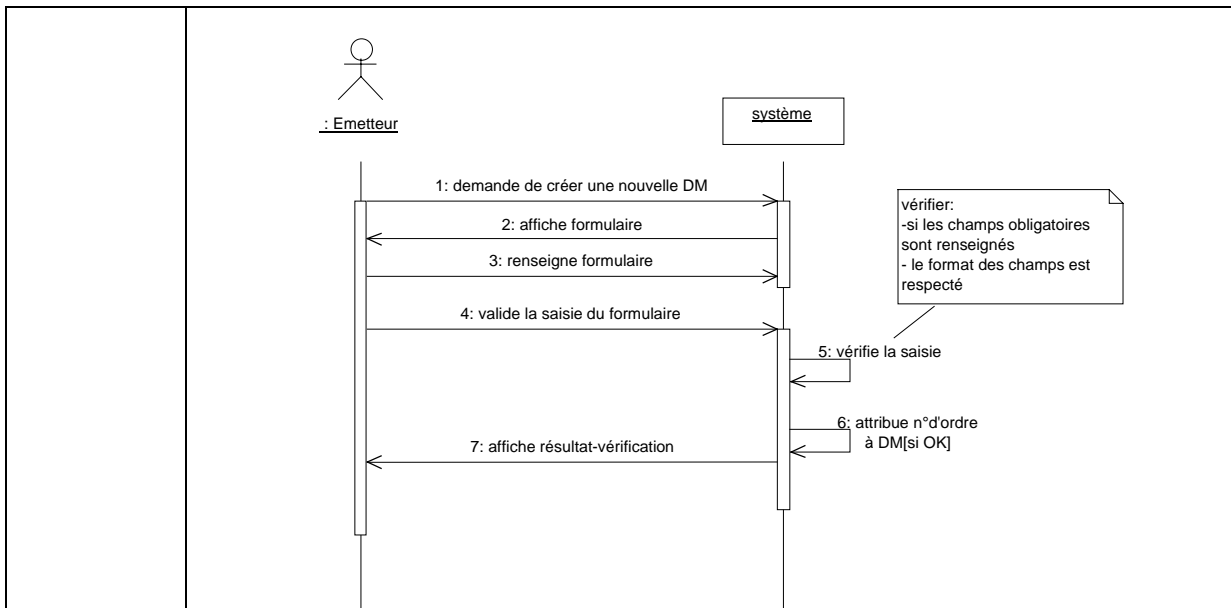 : Emetteur
système
1: demande de créer une nouvelle DM
2: affiche formulaire
3: renseigne formulaire
vérifier:
-si les champs obligatoires
sont renseignés
- le format des champs est
respecté
4: valide la saisie du formulaire
5: vérifie la saisie
6: attribue n°d'ordre
à DM[si OK]
7: affiche résultat-vérification